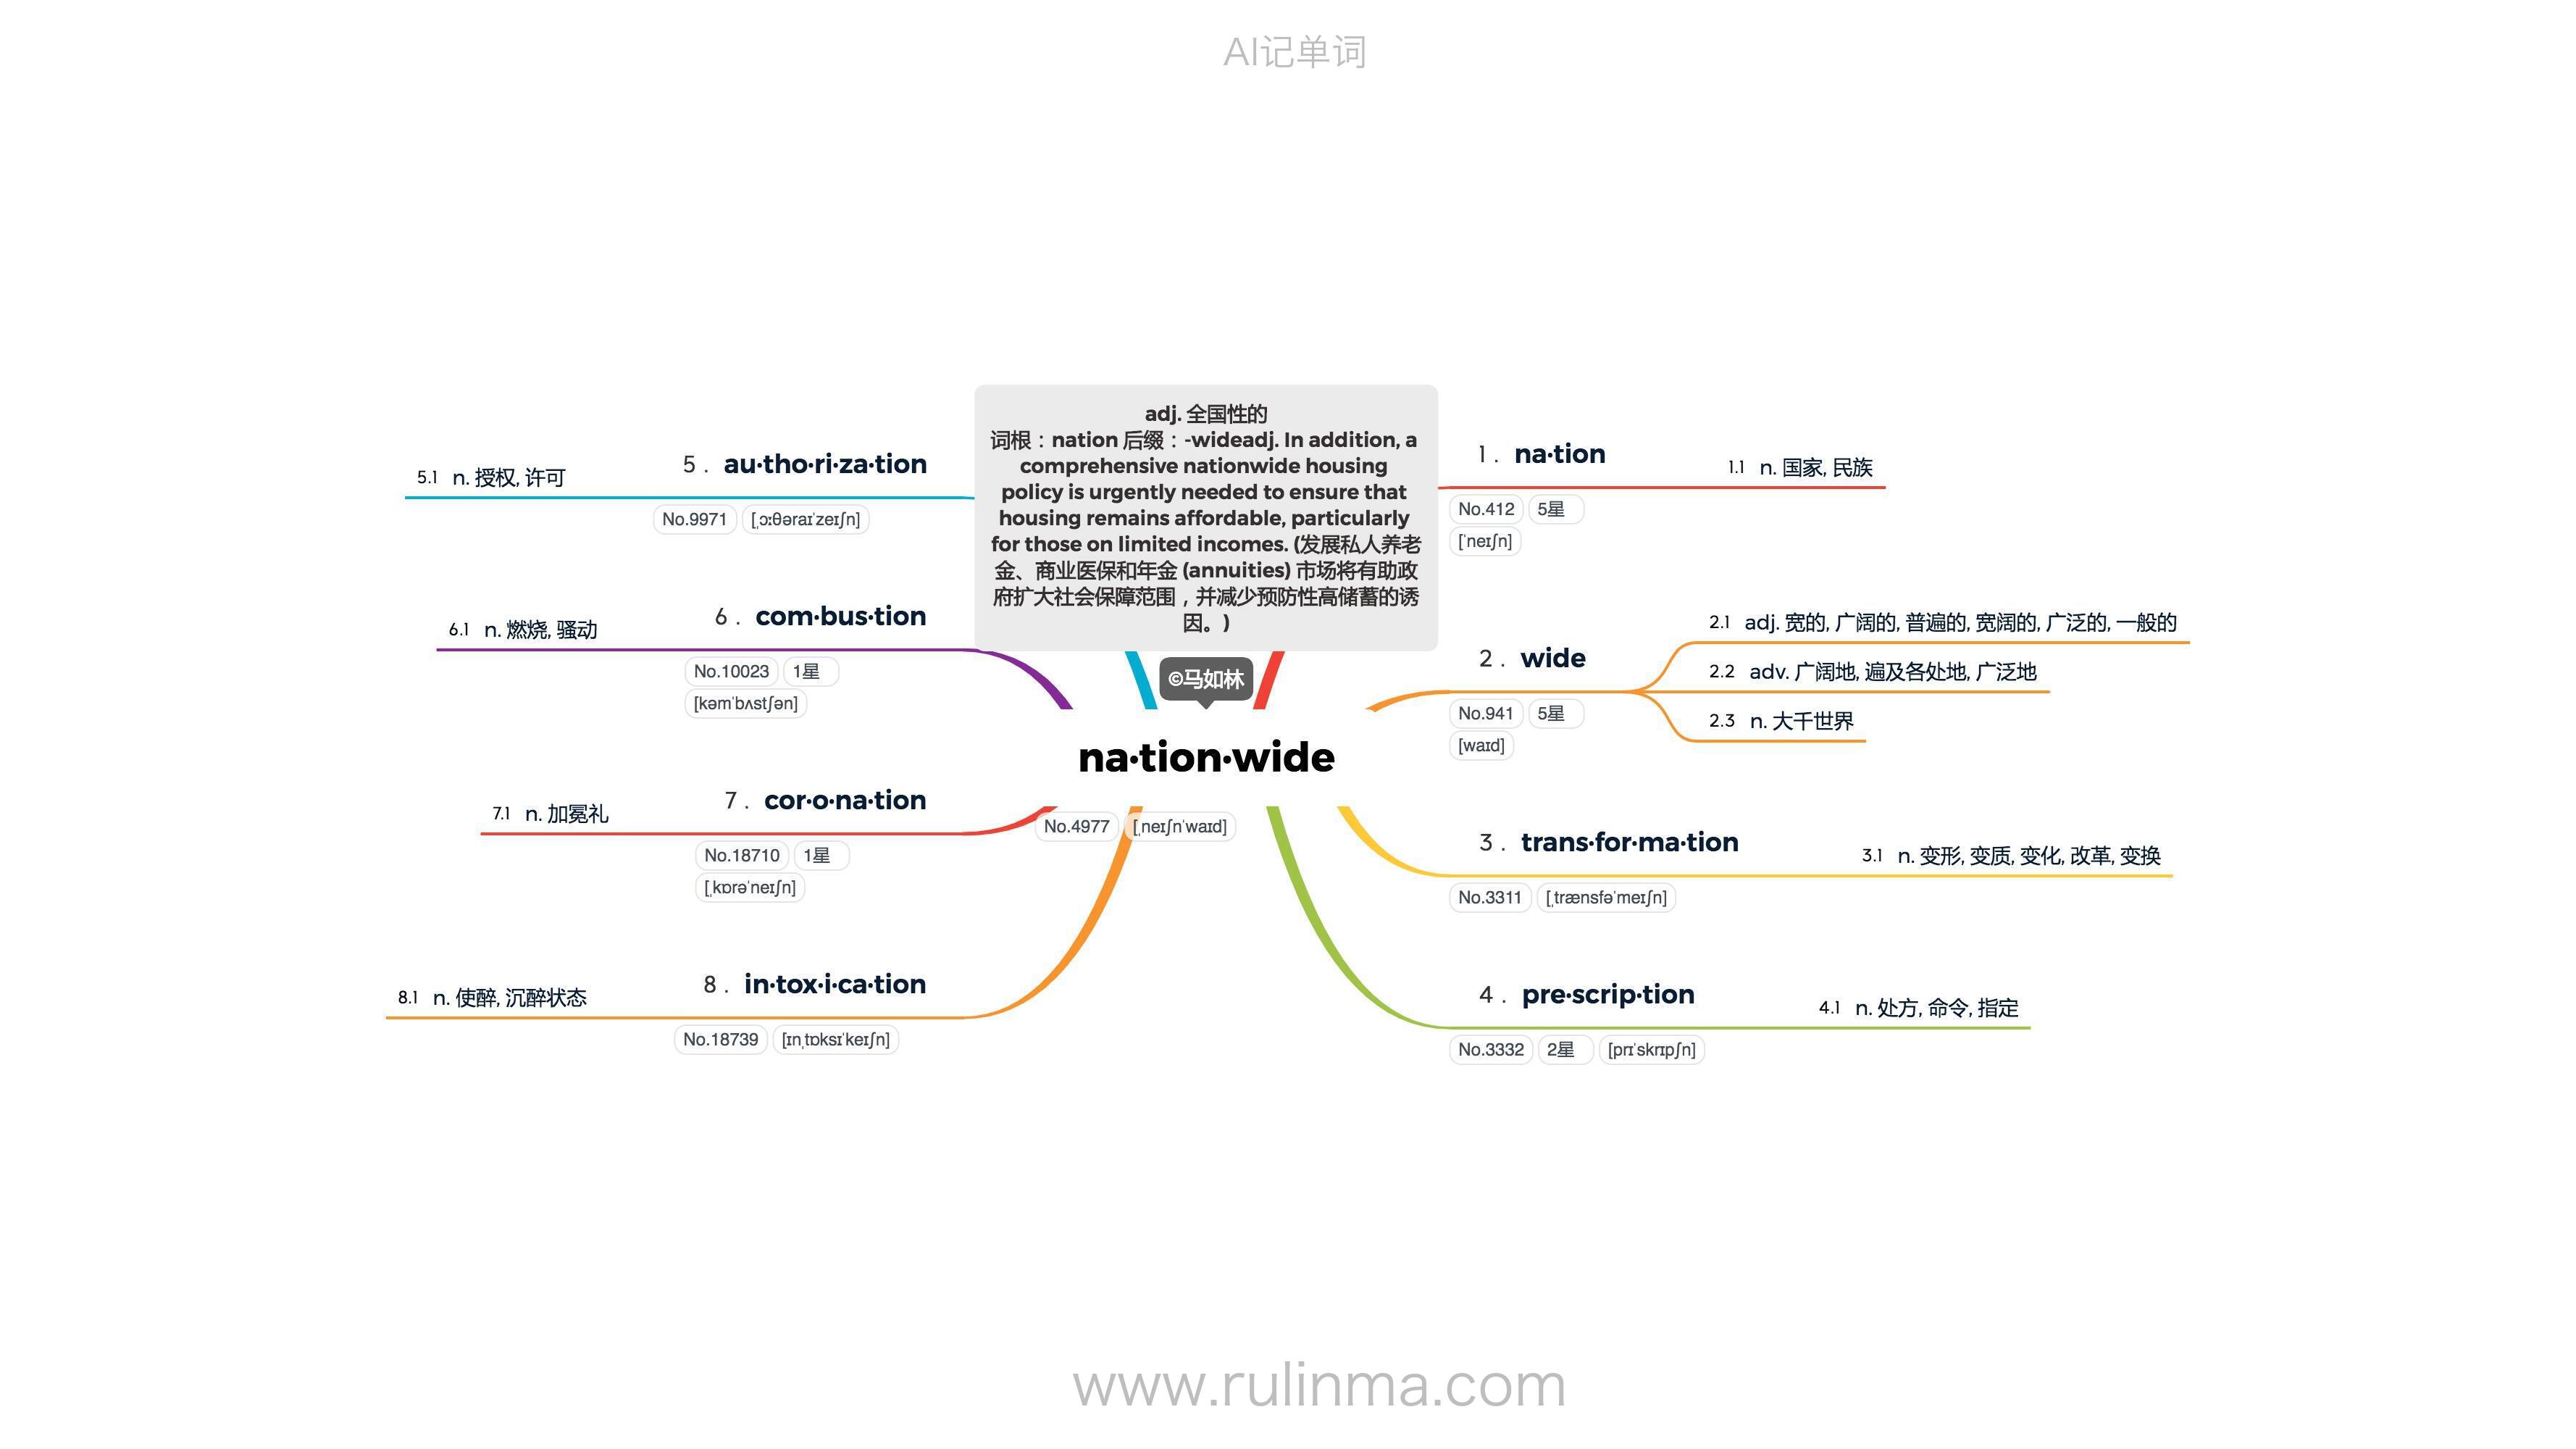 AI记单词
adj. 全国性的
词根：nation 后缀：-wideadj. In addition, a
comprehensive nationwide housing
policy is urgently needed to ensure that
housing remains affordable, particularly
for those on limited incomes. (发展私人养老
金、商业医保和年金 (annuities) 市场将有助政
府扩大社会保障范围，并减少预防性高储蓄的诱
因。)
©马如林
na·tion·wide
No.4977 [ˌneɪʃnˈwaɪd]
1. na·tion
No.412 5星
[ˈneɪʃn]
1.1 n. 国家, 民族
2. wide
No.941 5星
[waɪd]
2.1 adj. 宽的, 广阔的, 普遍的, 宽阔的, 广泛的, 一般的
2.2 adv. 广阔地, 遍及各处地, 广泛地
2.3 n. 大千世界
3. trans·for·ma·tion
No.3311 [ˌtrænsfəˈmeɪʃn]
3.1 n. 变形, 变质, 变化, 改革, 变换
4. pre·scrip·tion
No.3332 2星 [prɪˈskrɪpʃn]
4.1 n. 处方, 命令, 指定
5. au·tho·ri·za·tion
No.9971 [ˌɔːθəraɪˈzeɪʃn]
5.1 n. 授权, 许可
6. com·bus·tion
No.10023 1星
[kəmˈbʌstʃən]
6.1 n. 燃烧, 骚动
7. cor·o·na·tion
No.18710 1星
[ˌkɒrəˈneɪʃn]
7.1 n. 加冕礼
8. in·tox·i·ca·tion
No.18739 [ɪnˌtɒksɪˈkeɪʃn]
8.1 n. 使醉, 沉醉状态
www.rulinma.com